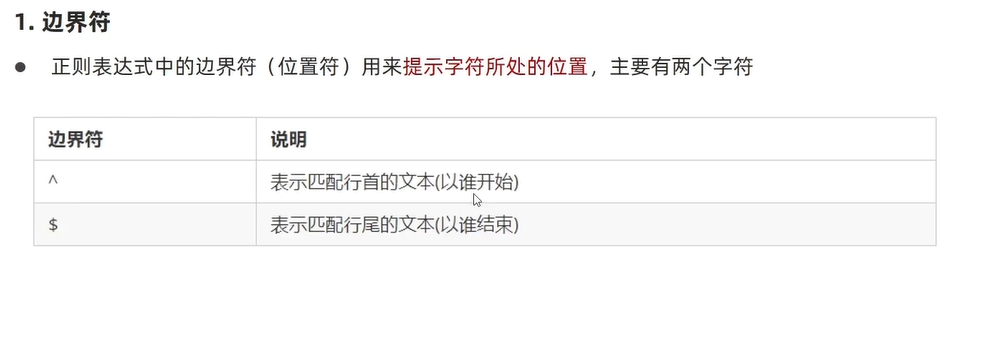 1. 边界符
● 正则表达式中的边界符（位置符）用来提示字符所处的位置，主要有两个字符
边界符 说明
^ 表示匹配行首的文本(以谁开始)
$ 表示匹配行尾的文本(以谁结束)